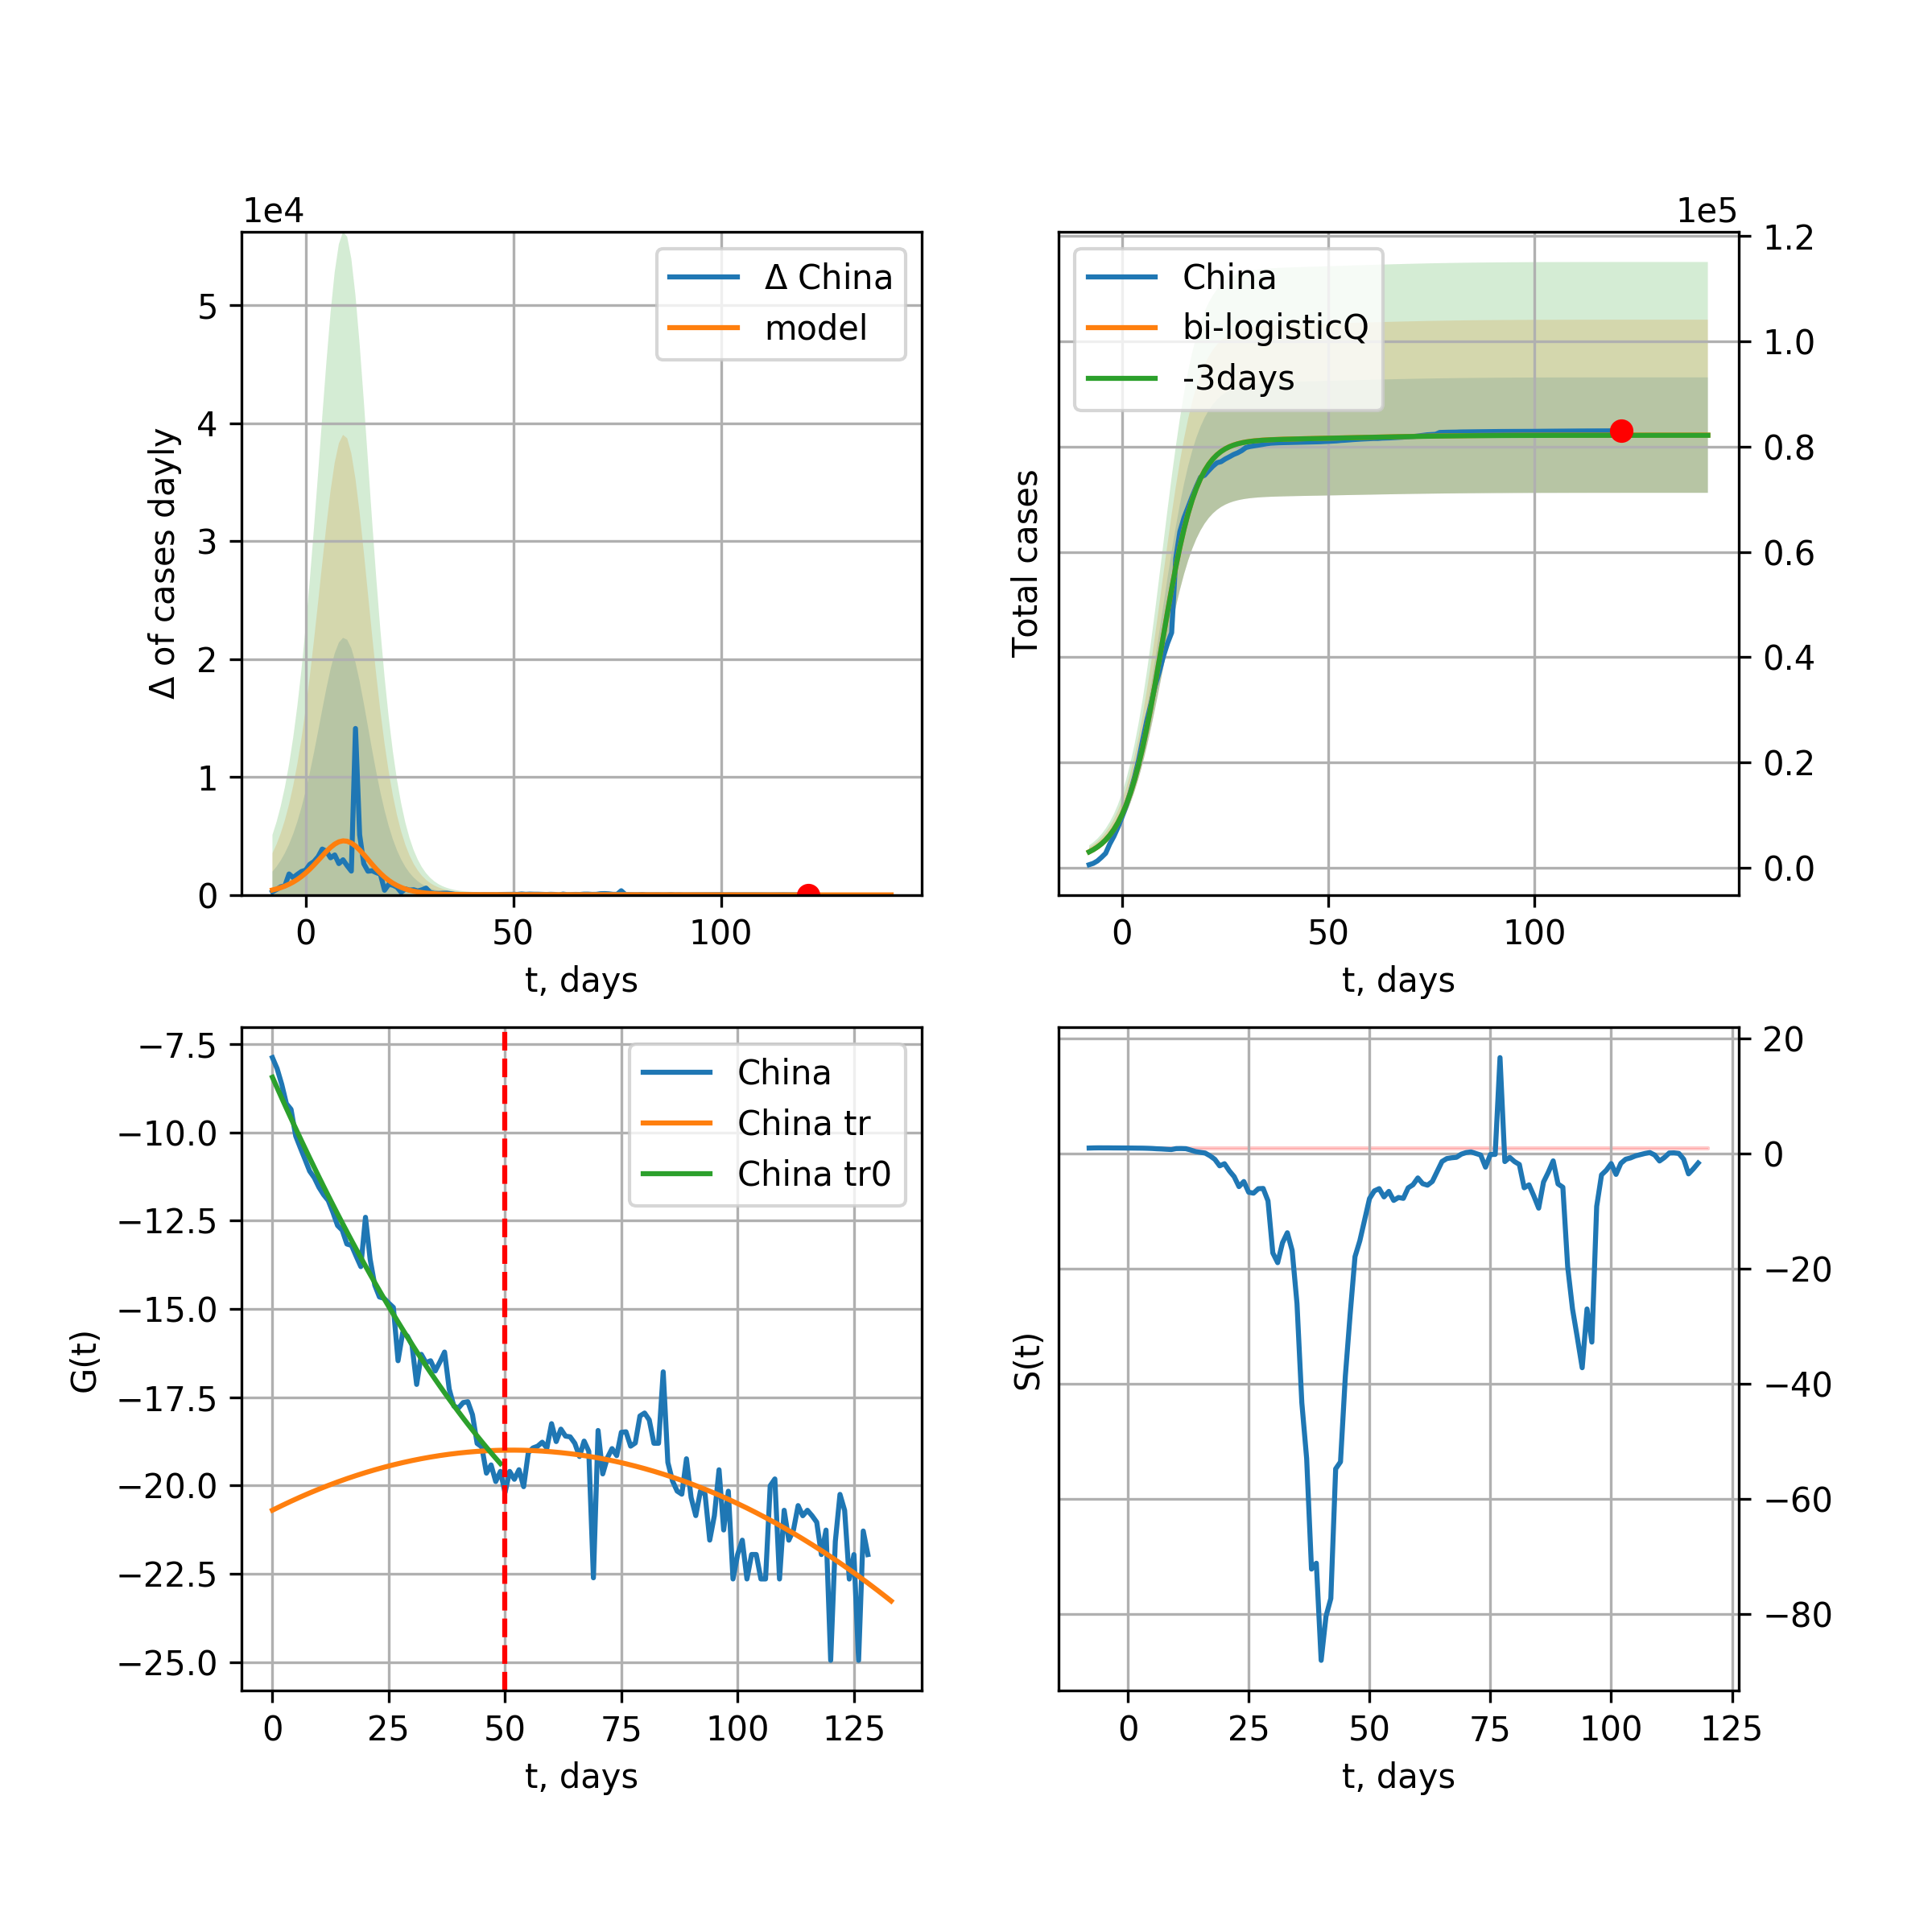 1e4
Δ China
model
5
4
3
2
1
0
Δ of cases dayly
0 50 100
t, days
1e5
China
bi-logisticQ
-3days
1.2
1.0
0.8
0.6
0.4
0.2
0.0
Total cases
0 50 100
t, days
China
China tr
China tr0
−7.5
−10.0
−12.5
−15.0
−17.5
−20.0
−22.5
−25.0
G(t)
0 25 50 75 100 125
t, days
20
0
−20
−40
−60
−80
S(t)
0 25 50 75 100 125
t, days